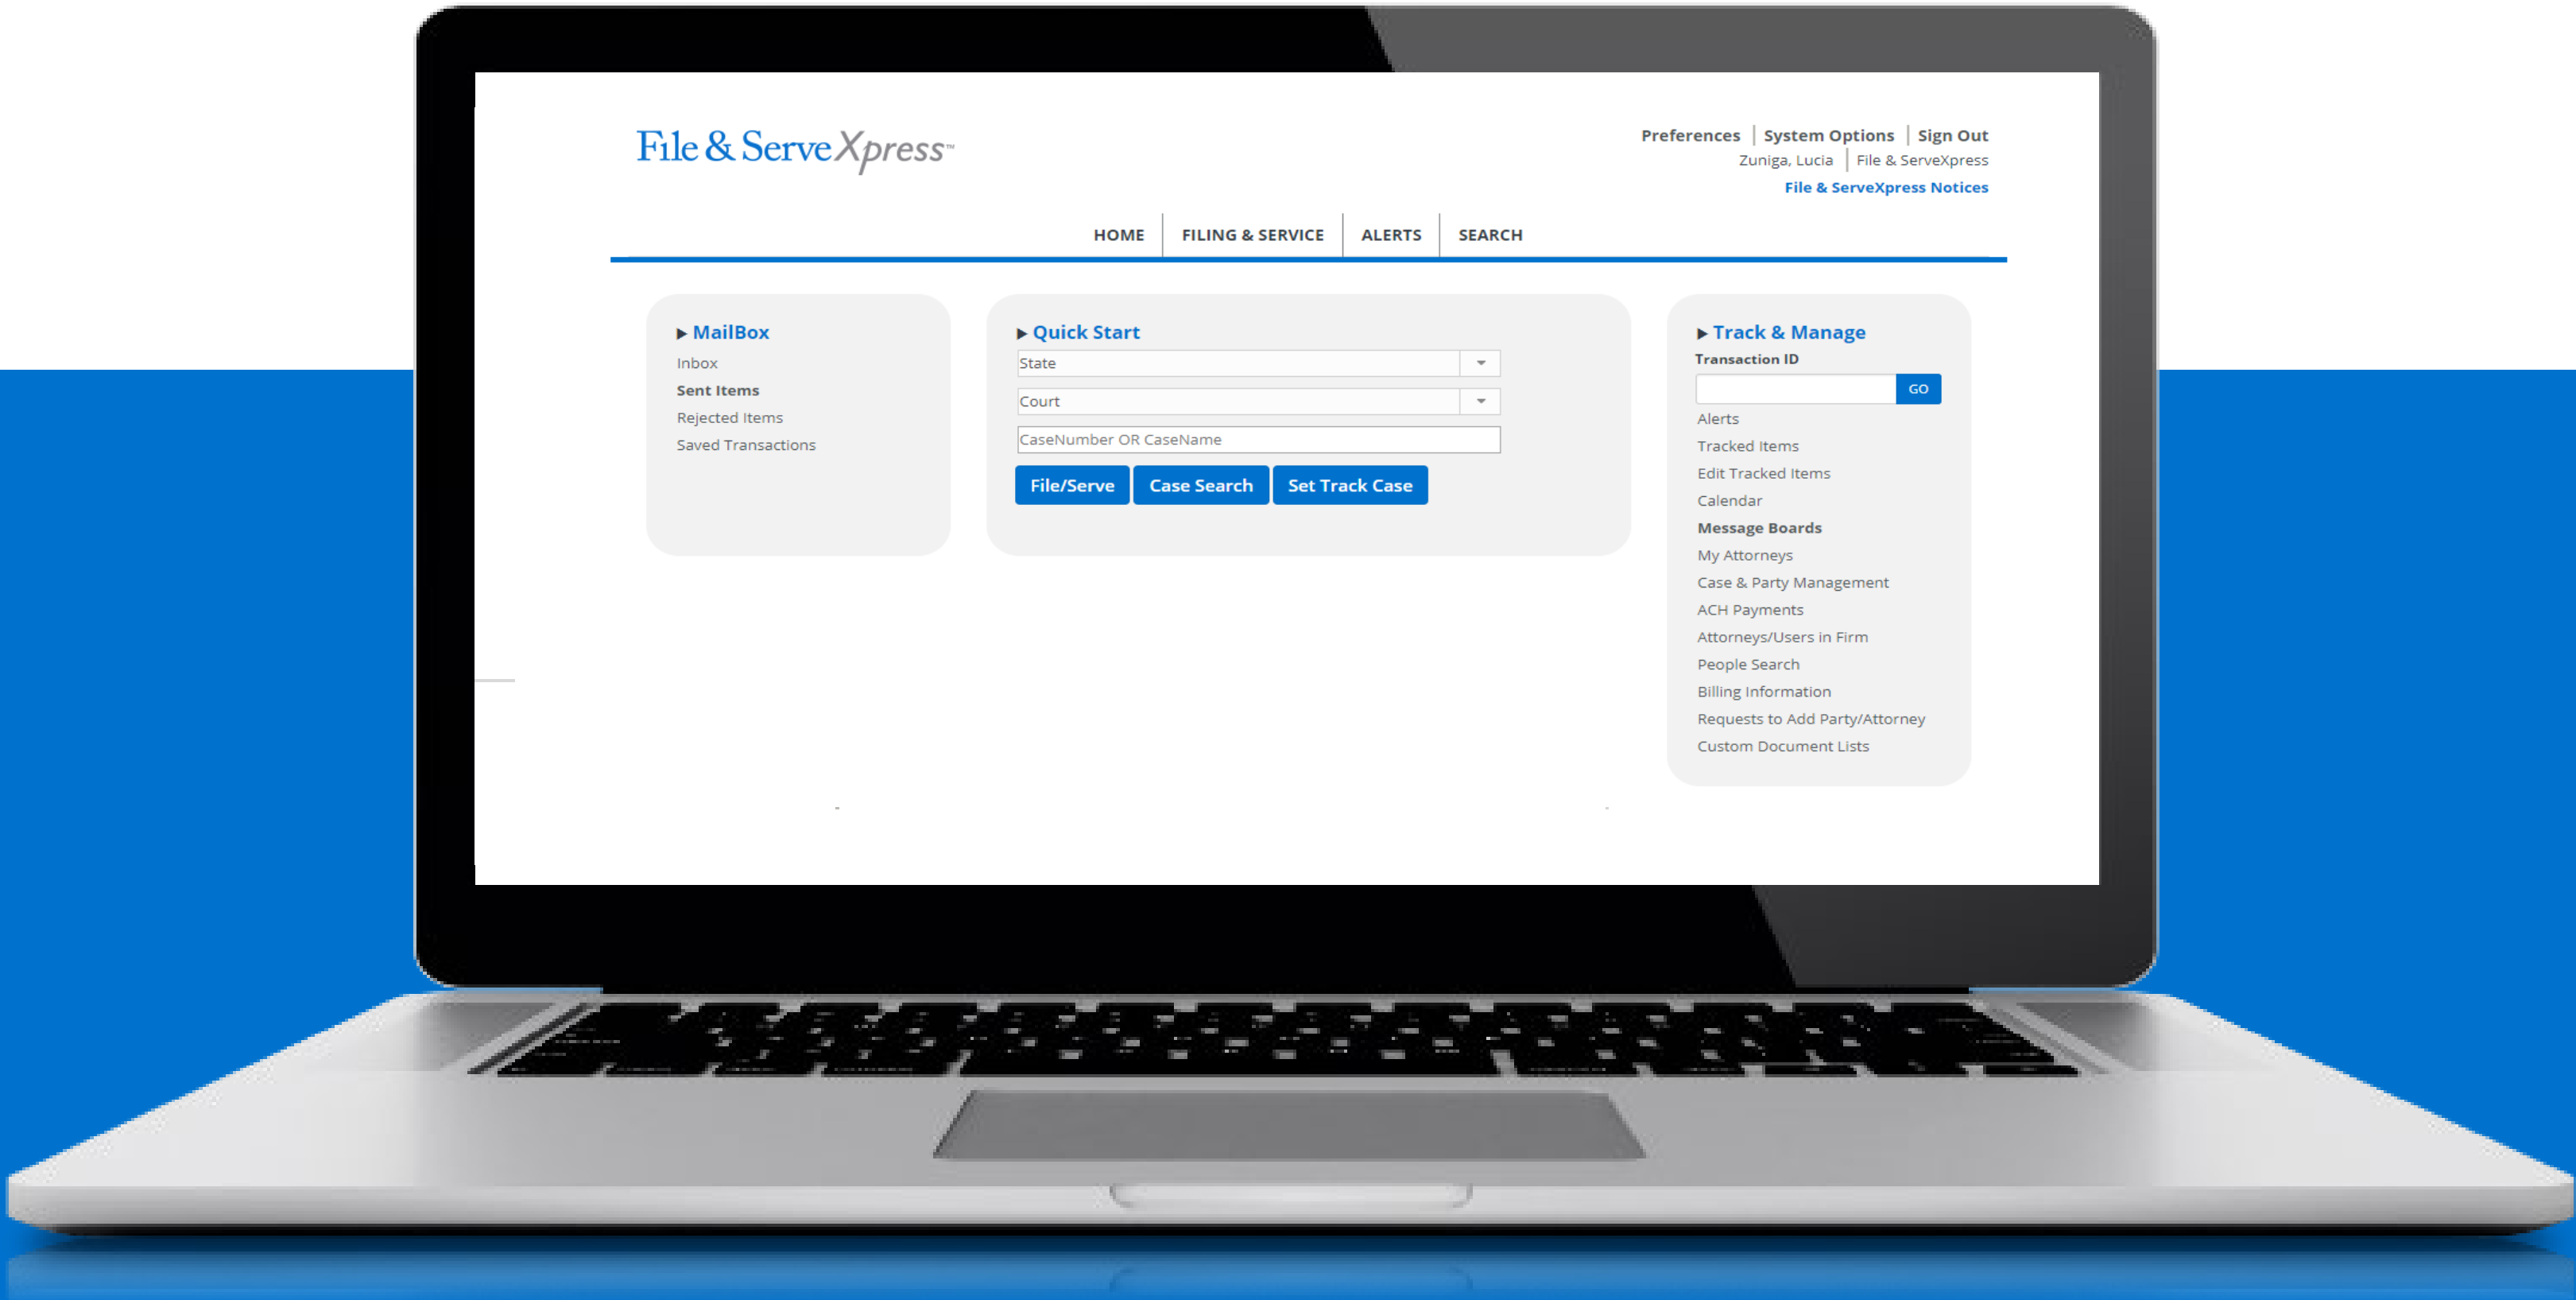 File & ServeXpress™
Preferences | System Options | Sign Out
Zuniga, Lucia | File & ServeXpress
File & ServeXpress Notices
HOME | FILING & SERVICE | ALERTS | SEARCH
MailBox
Inbox
Sent Items
Rejected Items
Saved Transactions
Quick Start
State
Court
CaseNumber OR CaseName
File/Serve Case Search Set Track Case
Track & Manage
Transaction ID
GO
Alerts
Tracked Items
Edit Tracked Items
Calendar
Message Boards
My Attorneys
Case & Party Management
ACH Payments
Attorneys/Users in Firm
People Search
Billing Information
Requests to Add Party/Attorney
Custom Document Lists